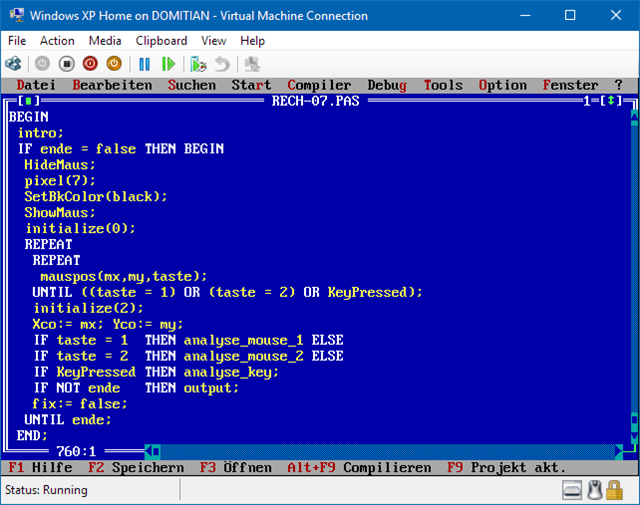 Windows XP Home on DOMITIAN - Virtual Machine Connection
File Action Media Clipboard View Help
Datei Bearbeiten Suchen Start Compiler Debug Tools Option Fenster ?
[■] RECH-07.PAS 1=[↕]
BEGIN
intro;
IF ende = false THEN BEGIN
HideMaus;
pixel(7);
SetBkColor(black);
ShowMaus;
initialize(0);
REPEAT
REPEAT
mauspos(mx,my,taste);
UNTIL ((taste = 1) OR (taste = 2) OR KeyPressed);
initialize(2);
Xco:= mx; Yco:= my;
IF taste = 1 THEN analyse_mouse_1 ELSE
IF taste = 2 THEN analyse_mouse_2 ELSE
IF KeyPressed THEN analyse_key;
IF NOT ende THEN output;
fix:= false;
UNTIL ende;
END;
760:1
F1 Hilfe F2 Speichern F3 Öffnen Alt+F9 Compilieren F9 Projekt akt.
Status: Running